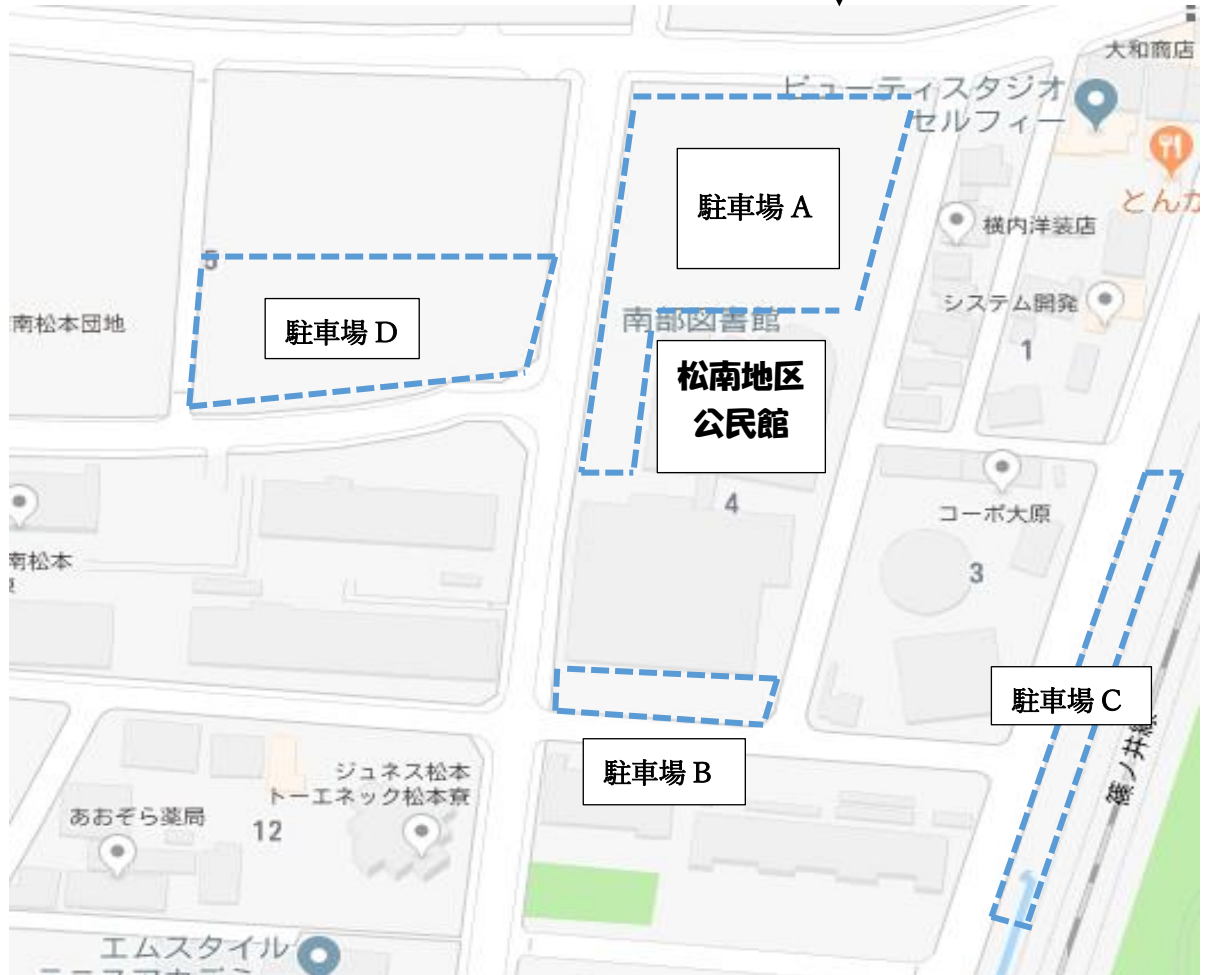 大和商店
ビューティスタジオ
セルフィー
とんか
駐車場 A
横内洋装店
5
システム開発
南松本団地
駐車場 D
南部図書館
1
松南地区
公民館
4
コーポ大原
3
南松本
駐車場 C
篠ノ井線
駐車場 B
ジュネス松本
トーエネック松本寮
あおぞら薬局
12
エムスタイル